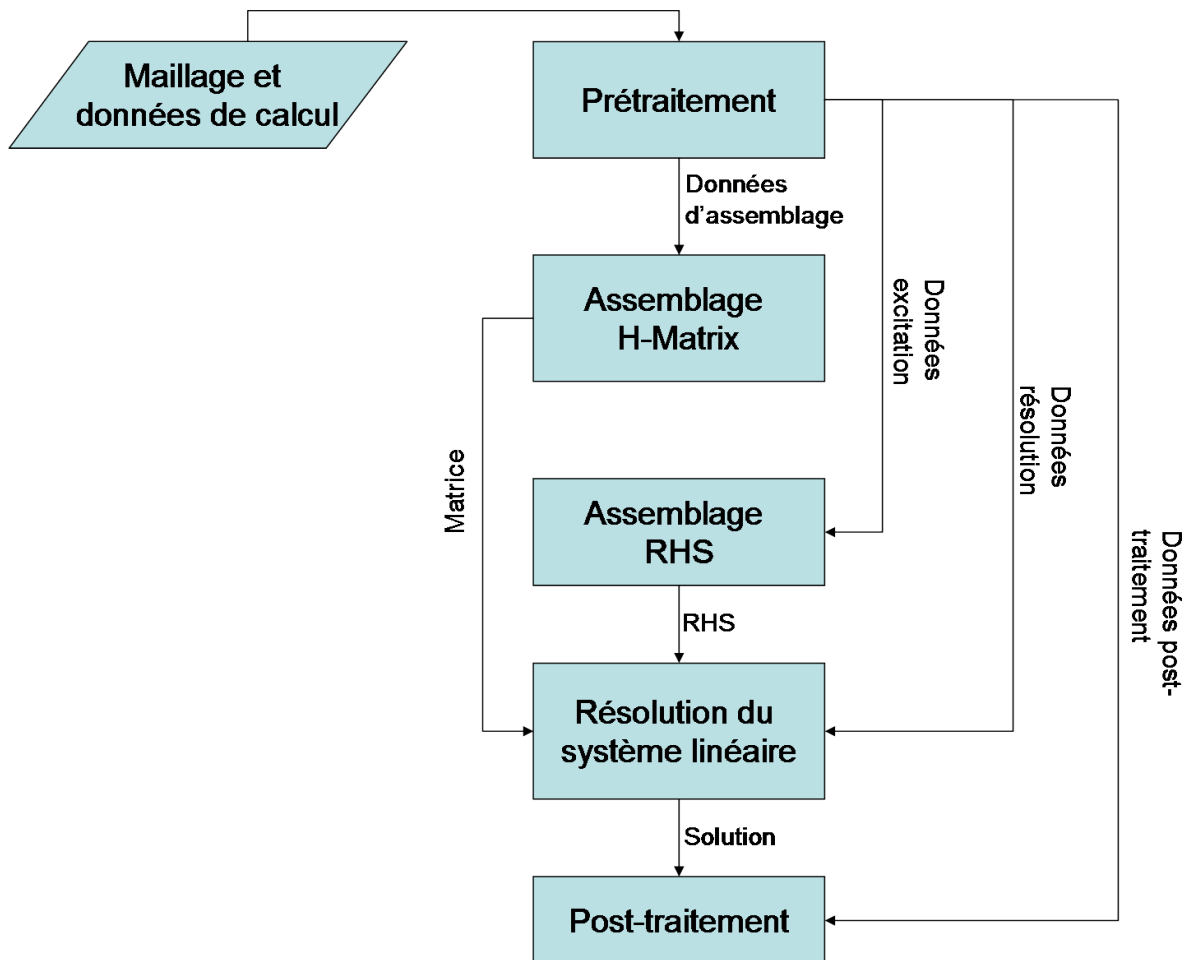 Maillage et
données de calcul
Prétraitement
Données
d'assemblage
Assemblage
H-Matrix
Données
excitation
Données
résolution
Matrice
Assemblage
RHS
Données post-
traitement
RHS
Résolution du
système linéaire
Solution
Post-traitement